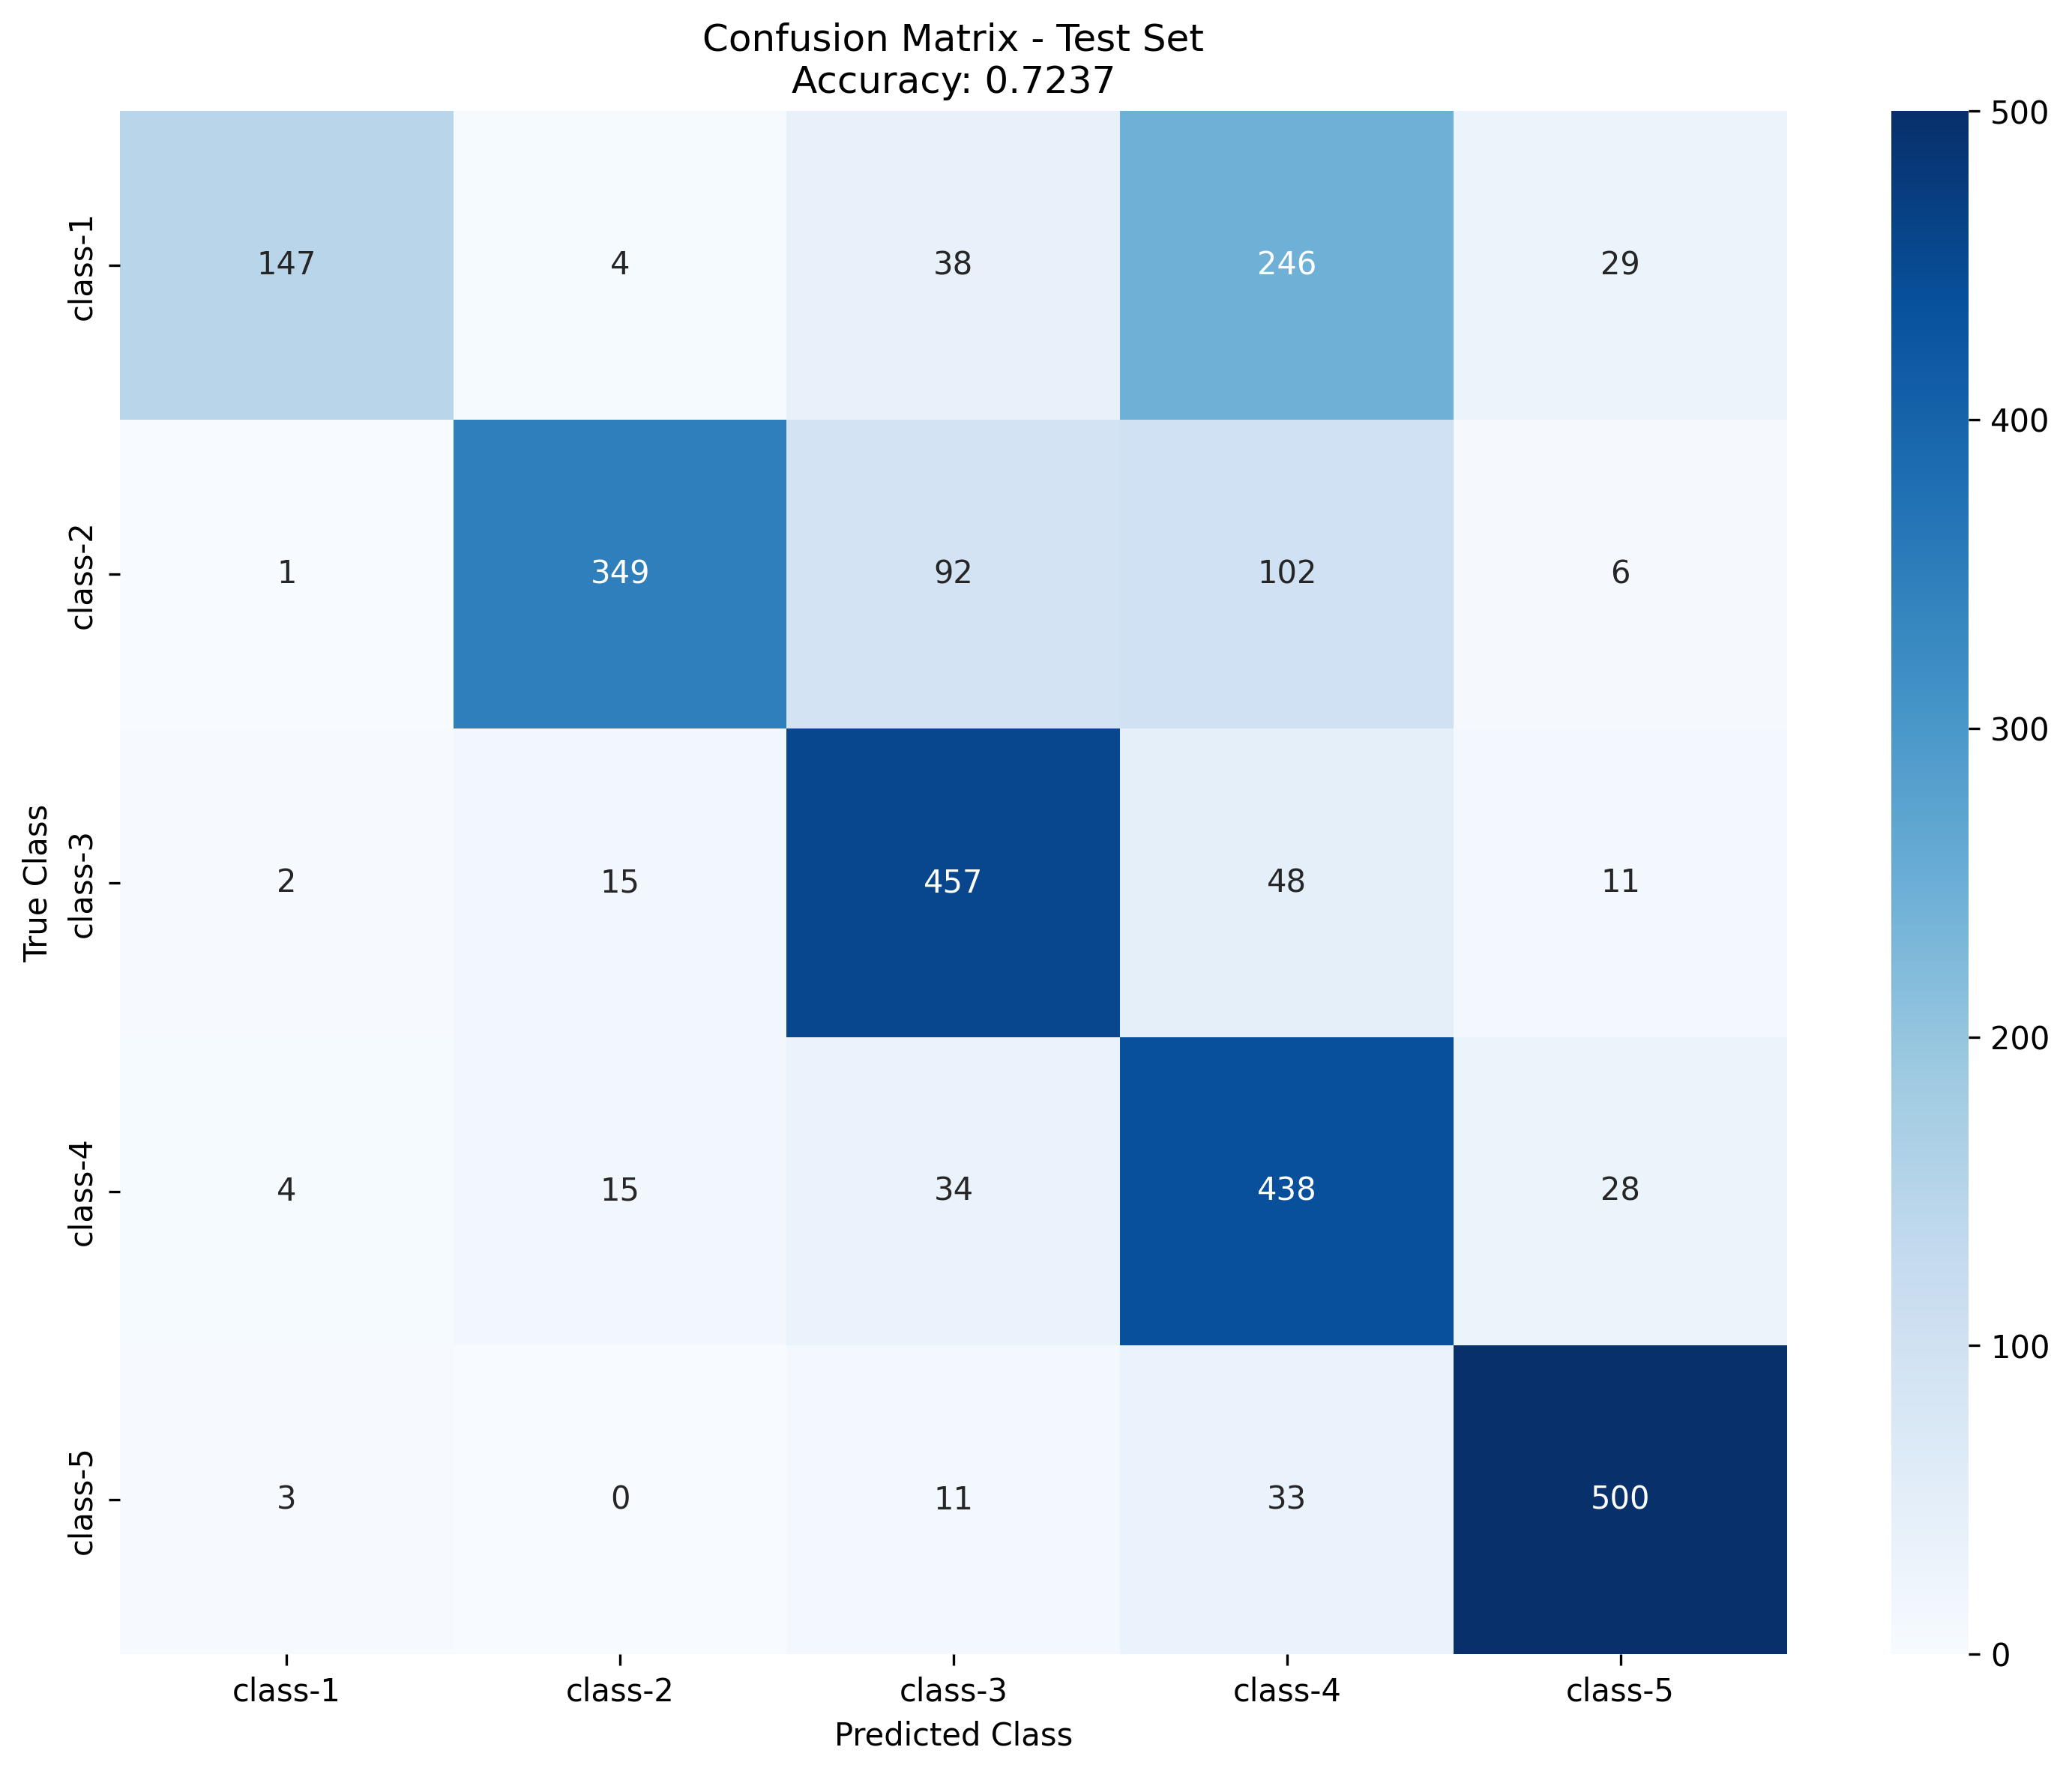 Confusion Matrix - Test Set
Accuracy: 0.7237
True Class
class-1
147 4 38 246 29
class-2
1 349 92 102 6
class-3
2 15 457 48 11
class-4
4 15 34 438 28
class-5
3 0 11 33 500
class-1 class-2 class-3 class-4 class-5
Predicted Class
500
400
300
200
100
0